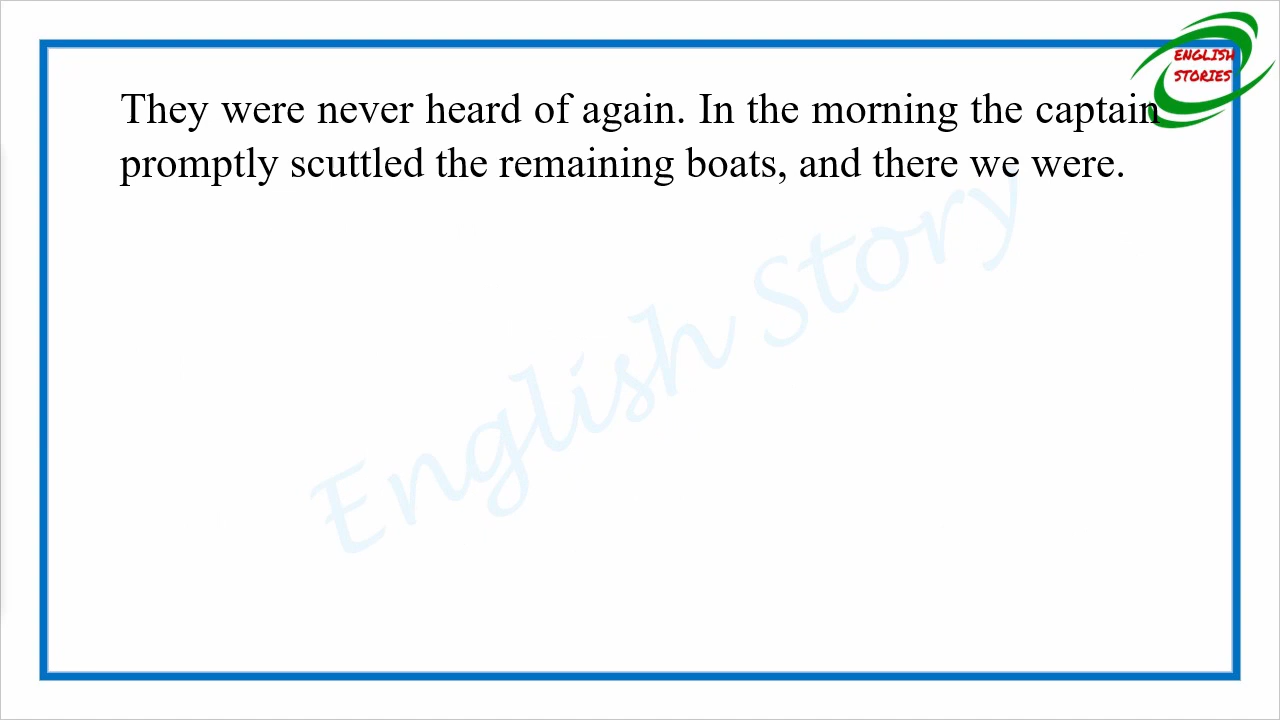 ENGLISH
STORIES
They were never heard of again. In the morning the captain
promptly scuttled the remaining boats, and there we were.
English Story